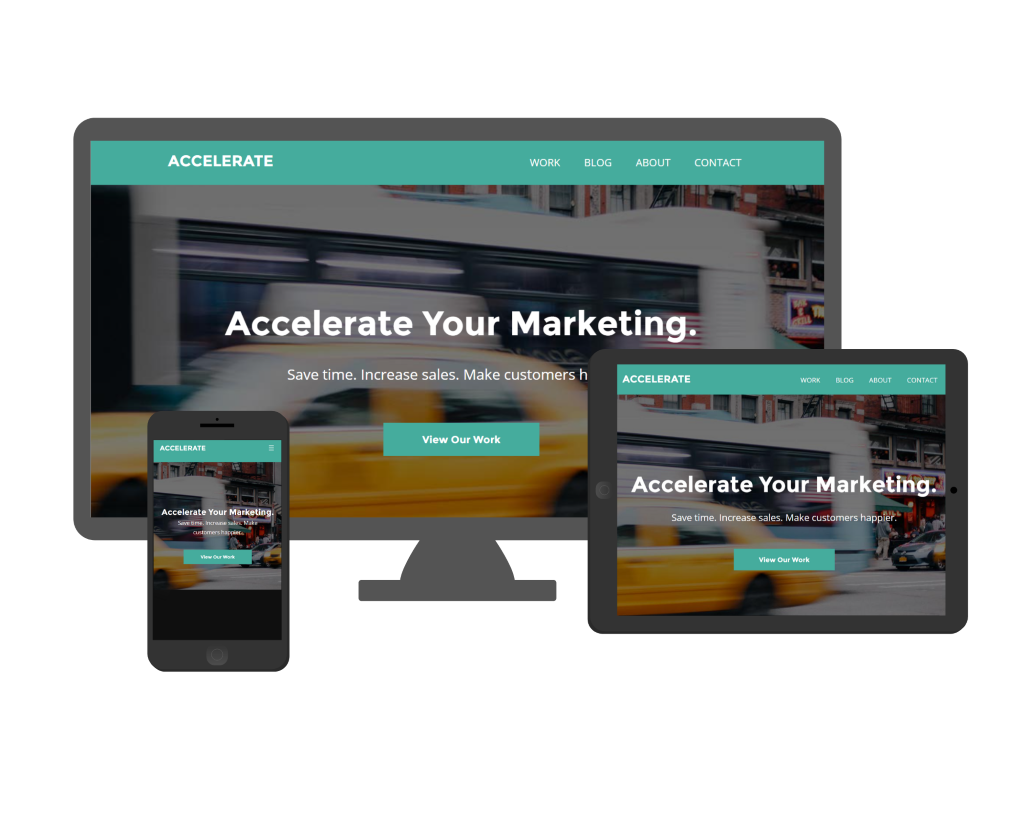 ACCELERATE
WORK BLOG ABOUT CONTACT
Accelerate Your Marketing.
Save time. Increase sales. Make customers h
View Our Work
ACCELERATE
WORK BLOG ABOUT CONTACT
Accelerate Your Marketing.
Save time. Increase sales. Make customers happier.
View Our Work
ACCELERATE
Accelerate Your Marketing.
Save time. Increase sales. Make
customers happier.
View Our Work